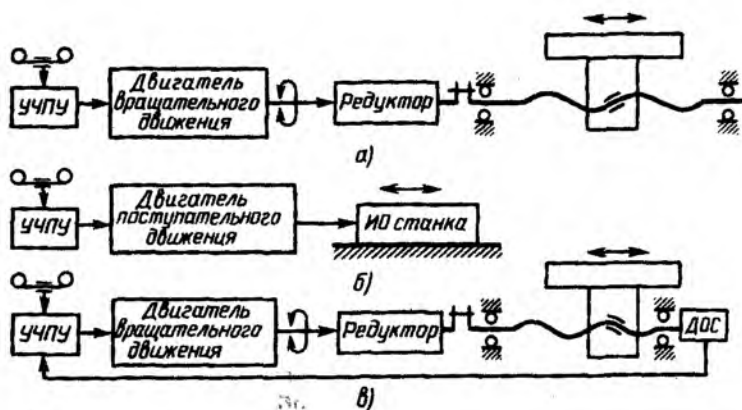 УЧПУ
Двигатель
вращательного
движения
Редуктор
а)
УЧПУ
Двигатель
поступательного
движения
ИО станка
б)
УЧПУ
Двигатель
вращательного
движения
Редуктор
ДОС
в)